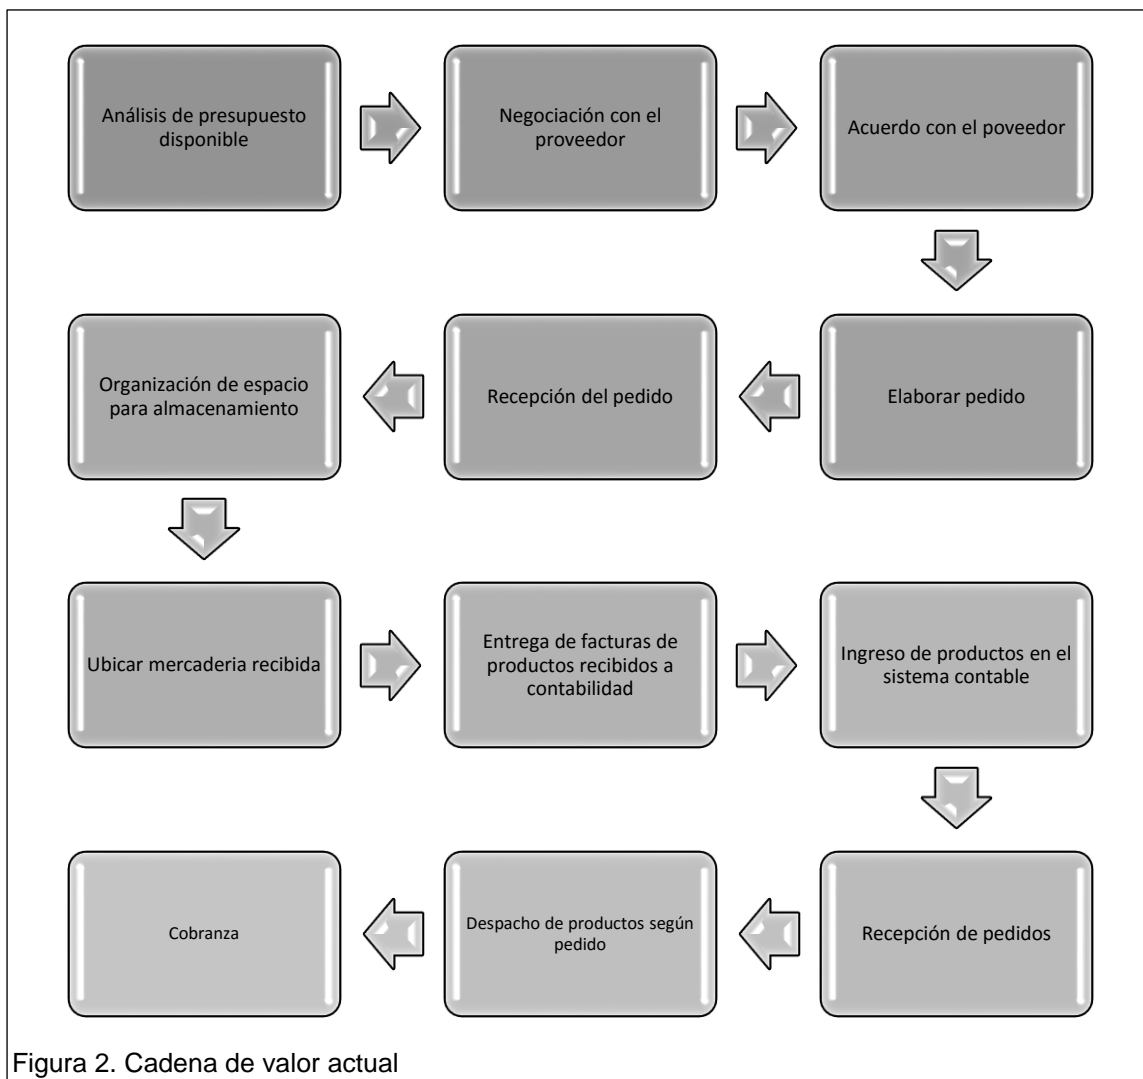 Análisis de presupuesto
disponible
Negociación con el
proveedor
Acuerdo con el poveedor
Elaborar pedido
Recepción del pedido
Organización de espacio
para almacenamiento
Ubicar mercaderia recibida
Entrega de facturas de
productos recibidos a
contabilidad
Ingreso de productos en el
sistema contable
Recepción de pedidos
Despacho de productos según
pedido
Cobranza
Figura 2. Cadena de valor actual